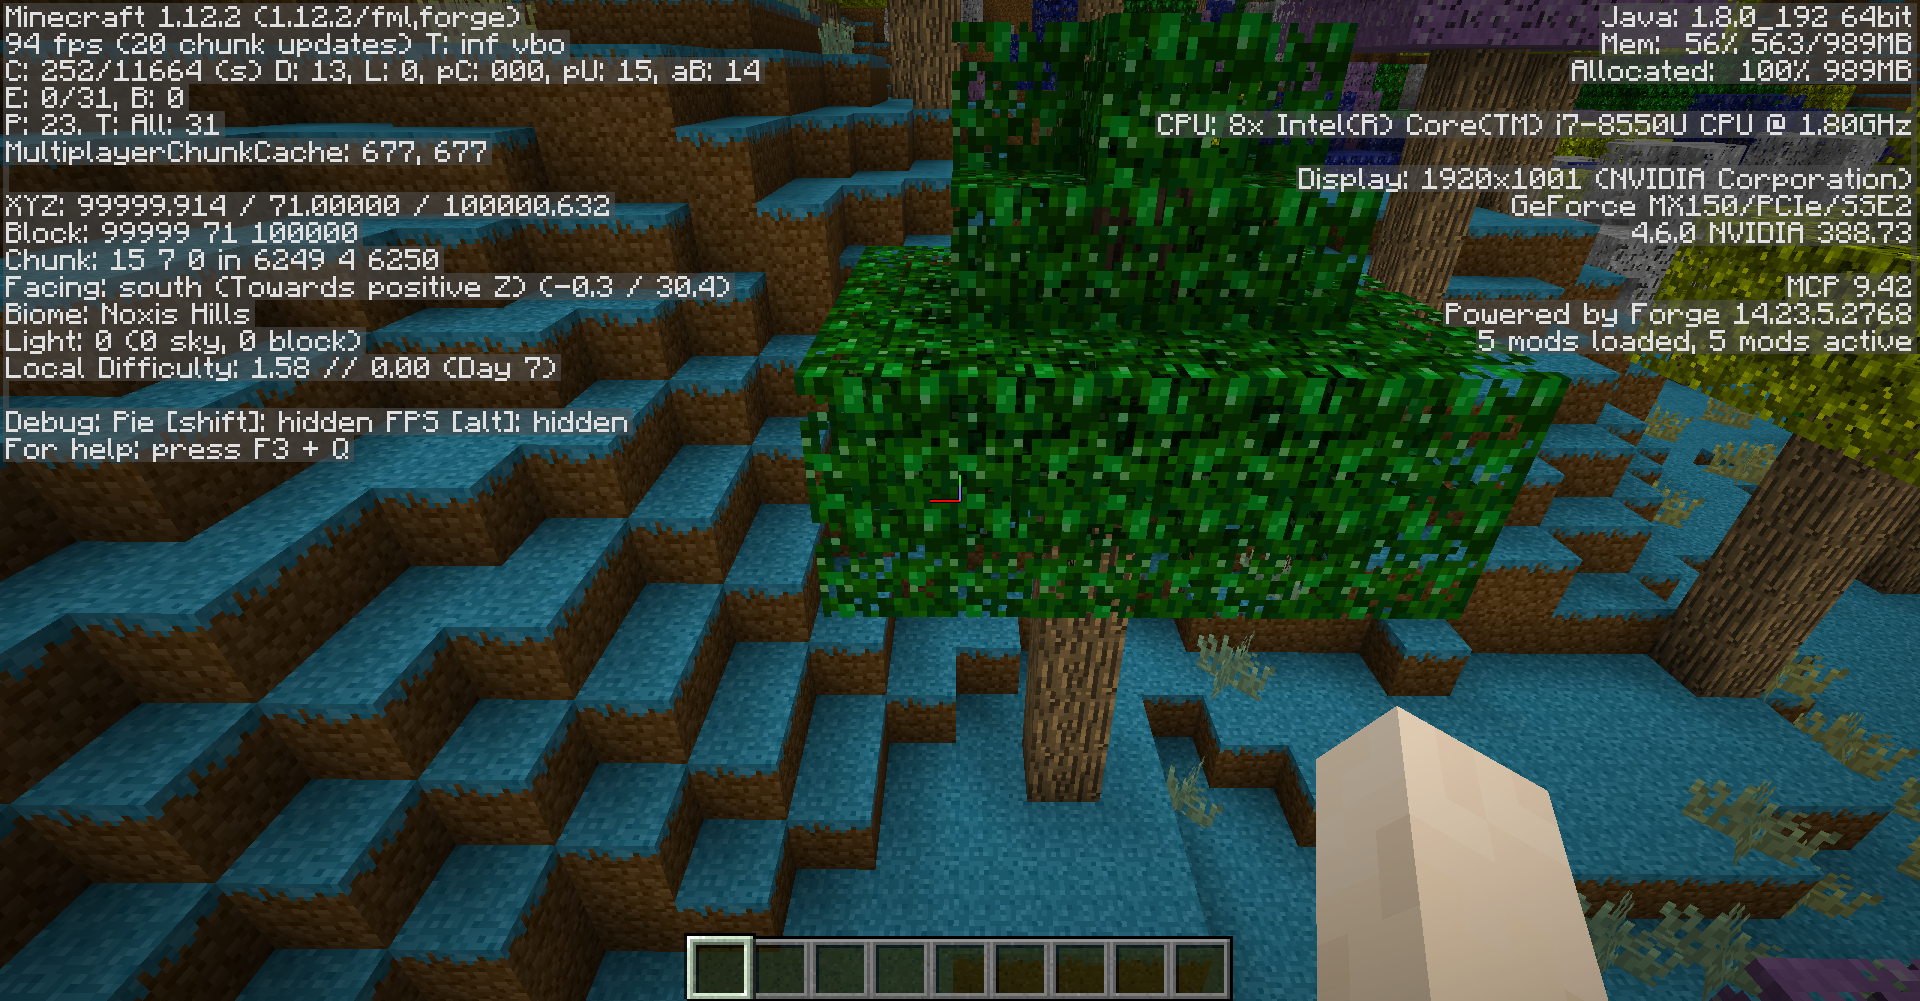 Minecraft 1.12.2 (1.12.2/fml,forge)
94 fps (20 chunk updates) T: inf vbo
C: 252/11664 (s) D: 13, L: 0, pC: 000, pU: 15, aB: 14
E: 0/31, B: 0
P: 23. T: All: 31
MultiplayerChunkCache: 677, 677
XYZ: 99999.914 / 71.00000 / 100000.632
Block: 99999 71 100000
Chunk: 15 7 0 in 6249 4 6250
Facing: south (Towards positive Z) (-0.3 / 30.4)
Biome: Noxis Hills
Light: 0 (0 sky, 0 block)
Local Difficulty: 1.58 // 0.00 (Day 7)
Debug: Pie [shift]: hidden FPS [alt]: hidden
For help: press F3 + Q
Java: 1.8.0_192 64bit
Mem: 56% 563/989MB
Allocated: 100% 989MB
CPU: 8x Intel(R) Core(TM) i7-8550U CPU @ 1.80GHz
Display: 1920x1001 (NVIDIA Corporation)
GeForce MX150/PCIe/SSE2
4.6.0 NVIDIA 388.73
MCP 9.42
Powered by Forge 14.23.5.2768
5 mods loaded, 5 mods active